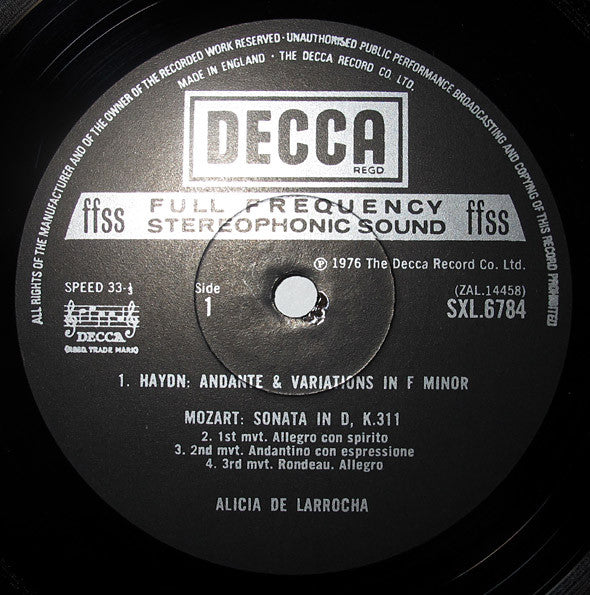 ALL RIGHTS OF THE MANUFACTURER AND OF THE OWNER OF THE RECORDED WORK RESERVED · UNAUTHORISED PUBLIC PERFORMANCE BROADCASTING AND COPYING OF THIS RECORD PROHIBITED
MADE IN ENGLAND · THE DECCA RECORD CO. LTD.
DECCA
REGD
ffss FULL FREQUENCY ffss
STEREOPHONIC SOUND
℗ 1976 The Decca Record Co. Ltd.
SPEED 33⅓
Side
1
(ZAL.14458)
SXL.6784
DECCA
(REGD. TRADE MARK)
1. HAYDN: ANDANTE & VARIATIONS IN F MINOR
MOZART: SONATA IN D, K.311
2. 1st mvt. Allegro con spirito
3. 2nd mvt. Andantino con espressione
4. 3rd mvt. Rondeau. Allegro
ALICIA DE LARROCHA